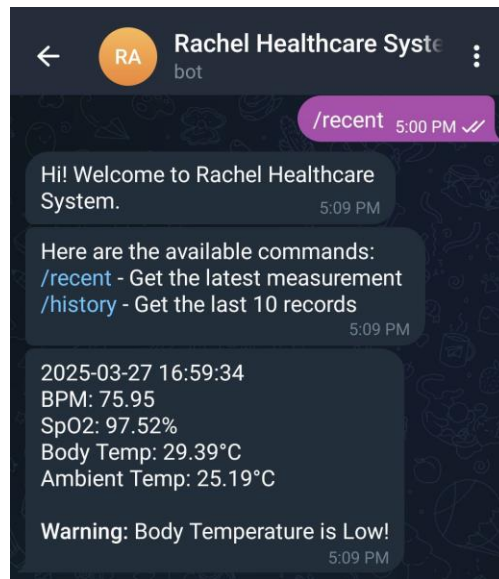 RA
Rachel Healthcare Syste
bot
/recent 5:00 PM
Hi! Welcome to Rachel Healthcare
System.
5:09 PM
Here are the available commands:
/recent - Get the latest measurement
/history - Get the last 10 records
5:09 PM
2025-03-27 16:59:34
BPM: 75.95
SpO2: 97.52%
Body Temp: 29.39°C
Ambient Temp: 25.19°C
Warning: Body Temperature is Low!
5:09 PM